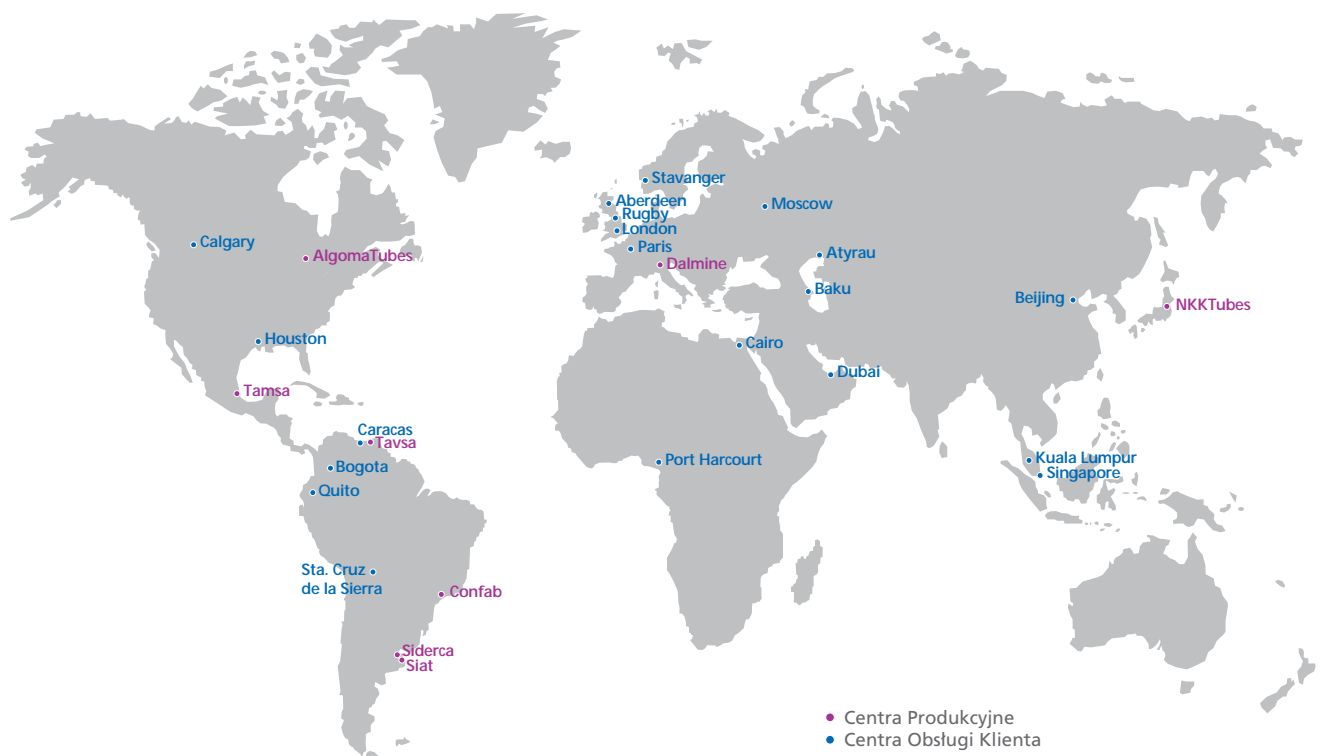 Stavanger
Aberdeen
Rugby
London
Moscow
Calgary
AlgomaTubes
Paris
Dalmine
Atyrau
Baku
Beijing
NKKTubes
Houston
Cairo
Dubai
Tamsa
Caracas
Tavsa
Bogota
Port Harcourt
Kuala Lumpur
Singapore
Quito
Sta. Cruz
de la Sierra
Confab
Siderca
Siat
Centra Produkcyjne
Centra Obsługi Klienta